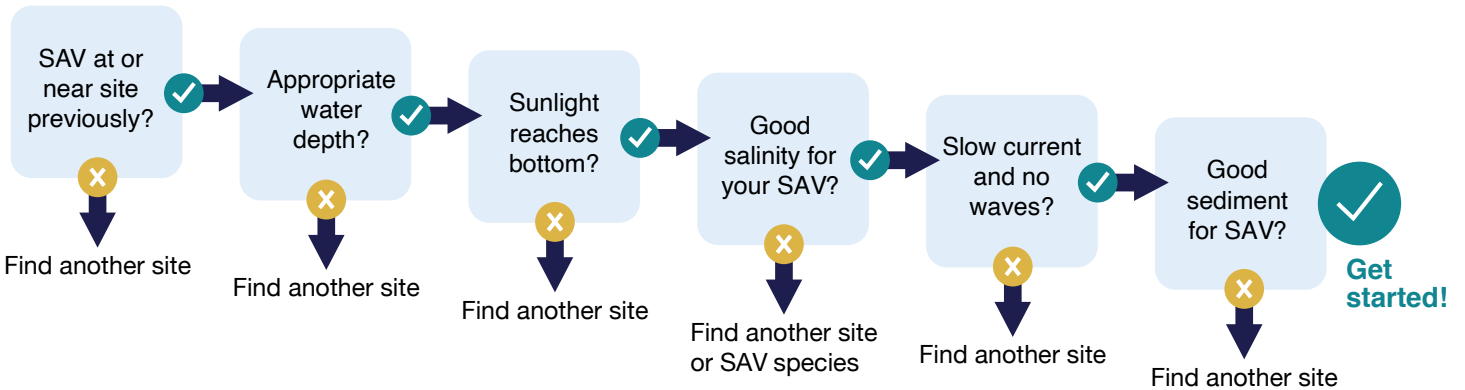 SAV at or
near site
previously?
Find another site
Appropriate
water
depth?
Find another site
Sunlight
reaches
bottom?
Find another site
Good
salinity for
your SAV?
Find another site
or SAV species
Slow current
and no
waves?
Find another site
Good
sediment
for SAV?
Find another site
Get
started!